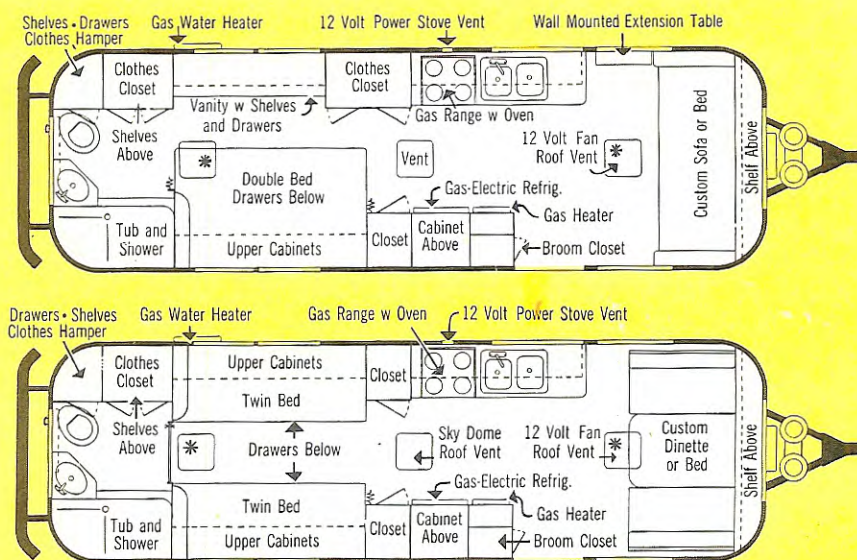 Shelves • Drawers
Clothes Hamper
Gas Water Heater
12 Volt Power Stove Vent
Wall Mounted Extension Table
Clothes
Closet
Clothes
Closet
Shelves
Above
Vanity w Shelves
and Drawers
Gas Range w Oven
Vent
12 Volt Fan
Roof Vent
Custom Sofa or Bed
Shelf Above
Double Bed
Drawers Below
Gas-Electric Refrig.
Gas Heater
Tub and
Shower
Upper Cabinets
Closet
Cabinet
Above
Broom Closet
Drawers • Shelves
Clothes Hamper
Gas Water Heater
Gas Range w Oven
12 Volt Power Stove Vent
Clothes
Closet
Upper Cabinets
Twin Bed
Closet
Shelves
Above
Drawers Below
Sky Dome
Roof Vent
12 Volt Fan
Roof Vent
Custom
Dinette
or Bed
Shelf Above
Gas-Electric Refrig.
Gas Heater
Tub and
Shower
Twin Bed
Upper Cabinets
Closet
Cabinet
Above
Broom Closet